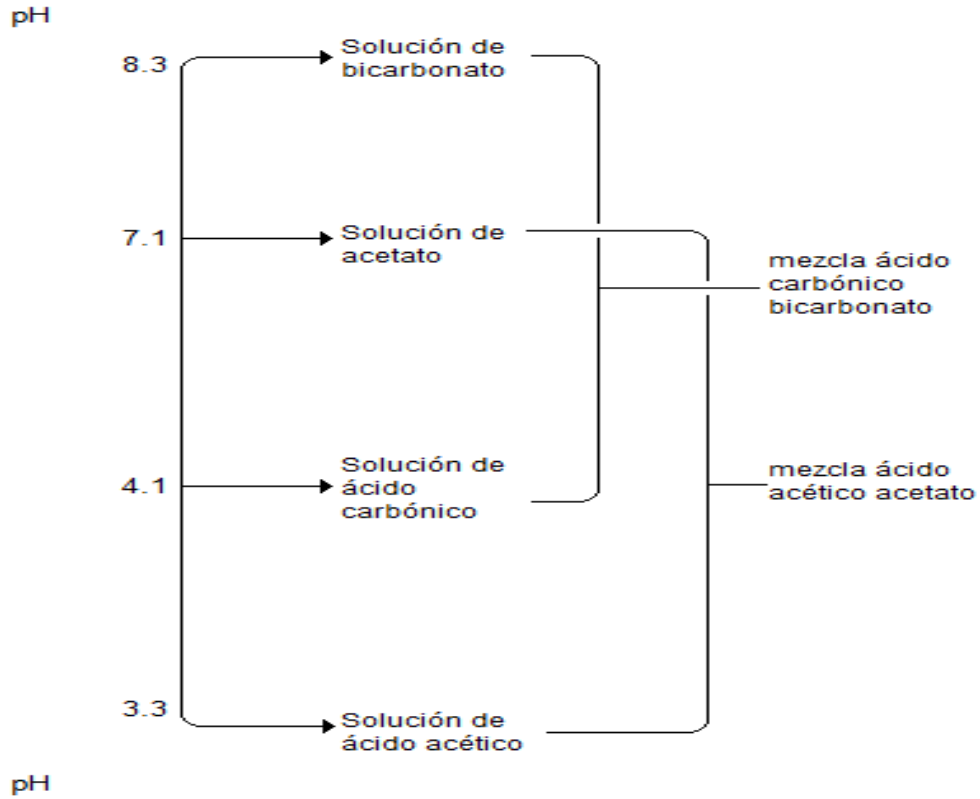 pH
8.3
Solución de
bicarbonato
7.1
Solución de
acetato
mezcla ácido
carbónico
bicarbonato
4.1
Solución de
ácido
carbónico
mezcla ácido
acético acetato
3.3
Solución de
ácido acético
pH